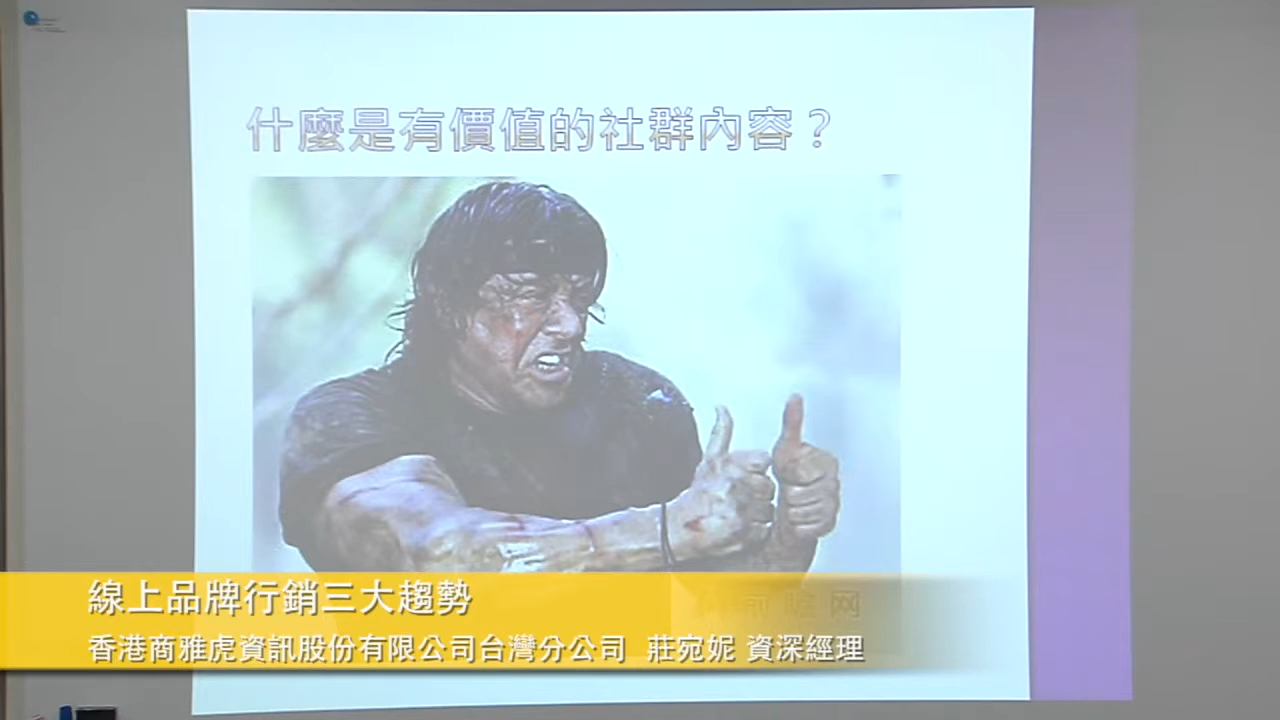 什麼是有價值的社群內容？
網
線上品牌行銷三大趨勢
香港商雅虎資訊股份有限公司台灣分公司 莊宛妮 資深經理